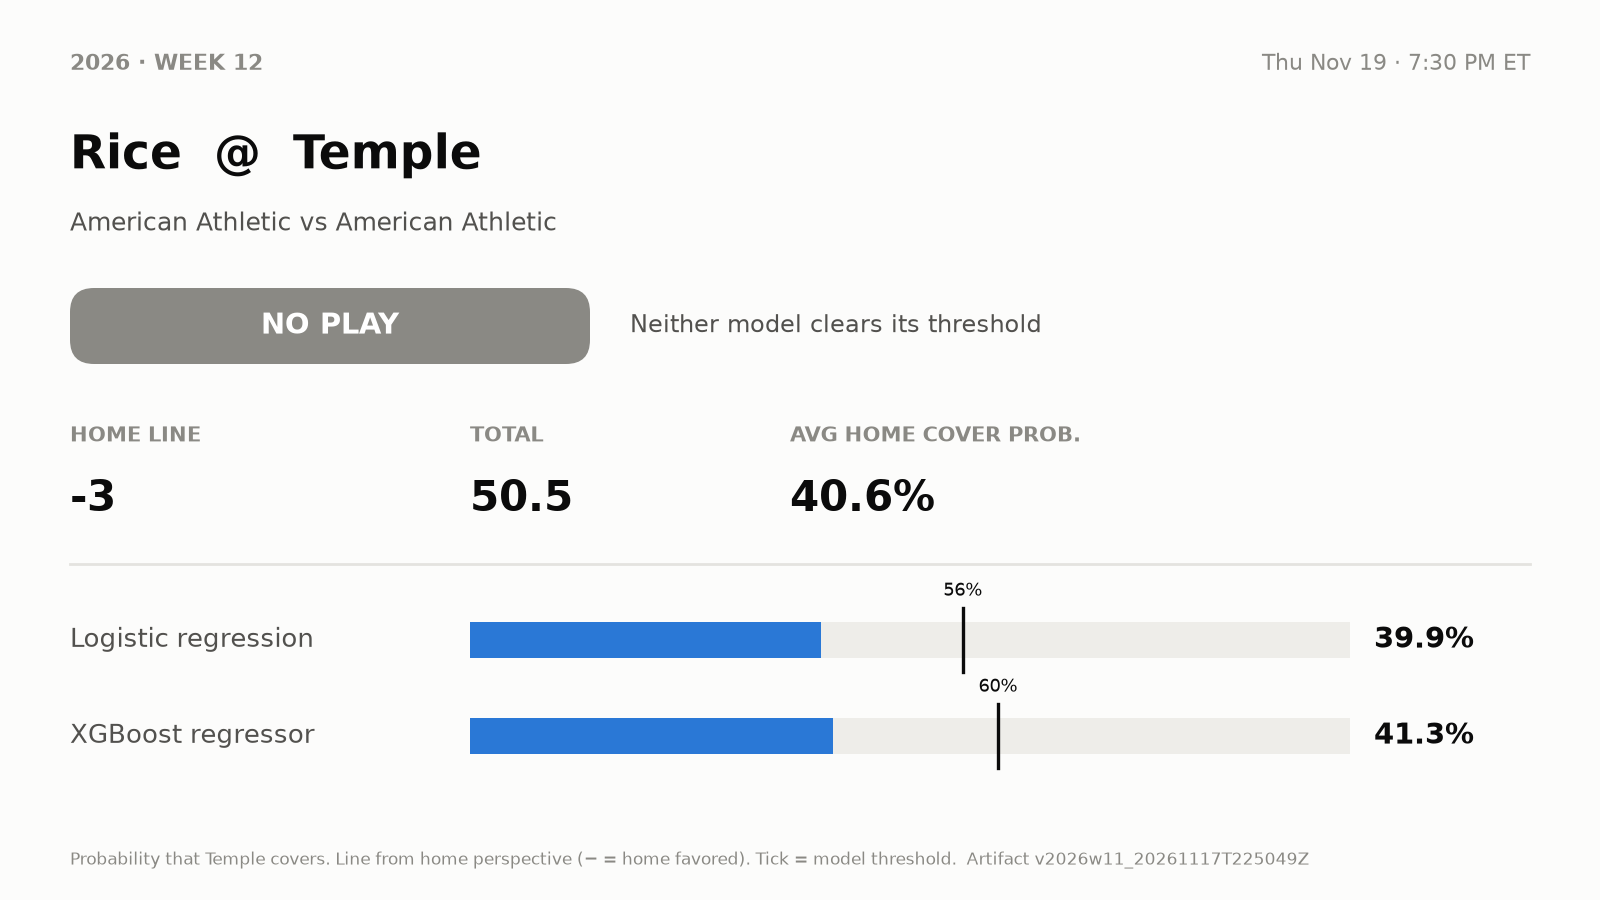 2026 · WEEK 12
Thu Nov 19 · 7:30 PM ET
Rice @ Temple
American Athletic vs American Athletic
NO PLAY
Neither model clears its threshold
HOME LINE
TOTAL
AVG HOME COVER PROB.
-3
50.5
40.6%
56%
Logistic regression
39.9%
60%
XGBoost regressor
41.3%
Probability that Temple covers. Line from home perspective (− = home favored). Tick = model threshold. Artifact v2026w11_20261117T225049Z